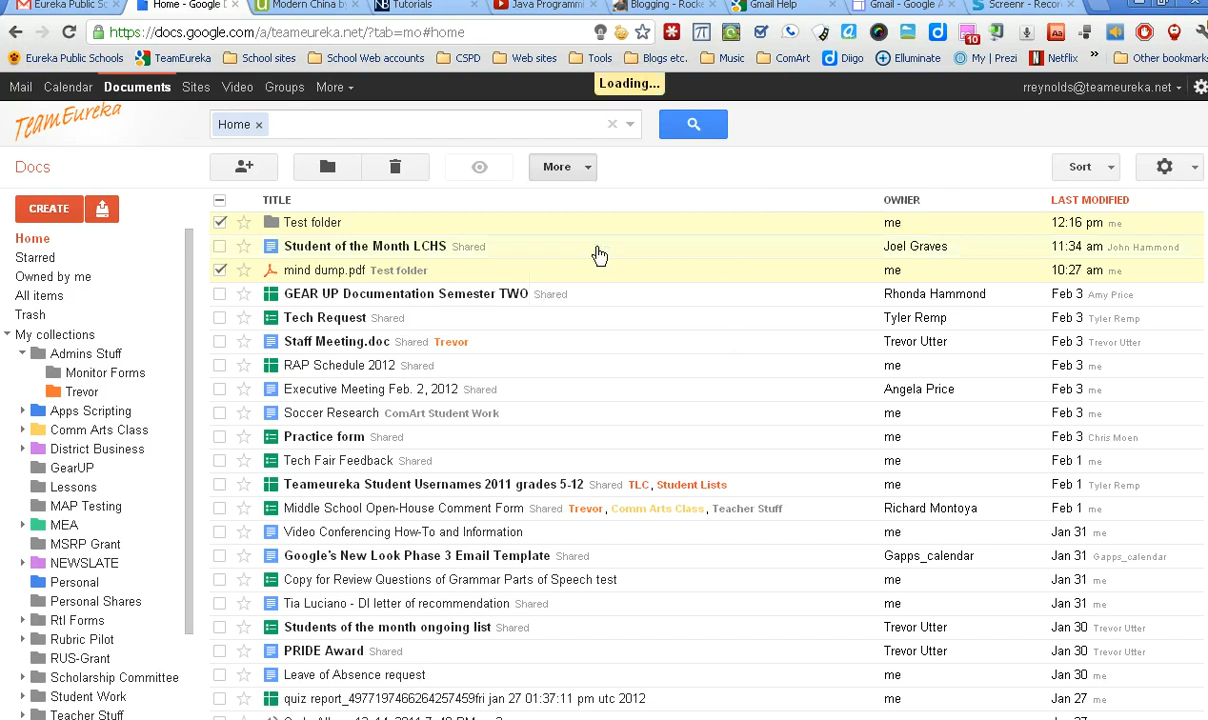 Eureka Public Sc
Home - Google D
Modern China by
Tutorials
Java Programmi
Blogging - Rock
Gmail Help
Gmail - Google A
Screenr - Recor
https://docs.google.com/a/teameureka.net/?tab=mo#home
Eureka Public Schools
TeamEureka
School sites
School Web accounts
CSPD
Web sites
Tools
Blogs etc.
Music
ComArt
Diigo
Elluminate
My | Prezi
Netflix
Other bookmarks
Mail Calendar Documents Sites Video Groups More
Loading...
rreynolds@teameureka.net
TeamEureka
Home ×
Docs
More
Sort
CREATE
TITLE OWNER LAST MODIFIED
Home
Starred
Owned by me
All items
Trash
My collections
Admins Stuff
Monitor Forms
Trevor
Apps Scripting
Comm Arts Class
District Business
GearUP
Lessons
MAP Testing
MEA
MSRP Grant
NEWSLATE
Personal
Personal Shares
RtI Forms
Rubric Pilot
RUS-Grant
Scholarship Committee
Student Work
Teacher Stuff
Test folder me 12:16 pm me
Student of the Month LCHS Shared Joel Graves 11:34 am John Hammond
mind dump.pdf Test folder me 10:27 am me
GEAR UP Documentation Semester TWO Shared Rhonda Hammond Feb 3 Amy Price
Tech Request Shared Tyler Remp Feb 3 Tyler Remp
Staff Meeting.doc Shared Trevor Trevor Utter Feb 3 Trevor Utter
RAP Schedule 2012 Shared me Feb 3 me
Executive Meeting Feb. 2, 2012 Shared Angela Price Feb 3 me
Soccer Research ComArt Student Work me Feb 3 me
Practice form Shared me Feb 3 Chris Moen
Tech Fair Feedback Shared me Feb 1 me
Teameureka Student Usernames 2011 grades 5-12 Shared TLC, Student Lists me Feb 1 Tyler Remp
Middle School Open-House Comment Form Shared Trevor, Comm Arts Class, Teacher Stuff Richard Montoya Feb 1 me
Video Conferencing How-To and Information me Jan 31 me
Google's New Look Phase 3 Email Template Shared Gapps_calendar Jan 31 Gapps_calendar
Copy for Review Questions of Grammar Parts of Speech test me Jan 31 me
Tia Luciano - DI letter of recommendation Shared me Jan 31 me
Students of the month ongoing list Shared Trevor Utter Jan 30 Trevor Utter
PRIDE Award Shared Trevor Utter Jan 30 Trevor Utter
Leave of Absence request me Jan 30 me
quiz report_4977197466264257459fri jan 27 01:37:11 pm utc 2012 me Jan 27 me